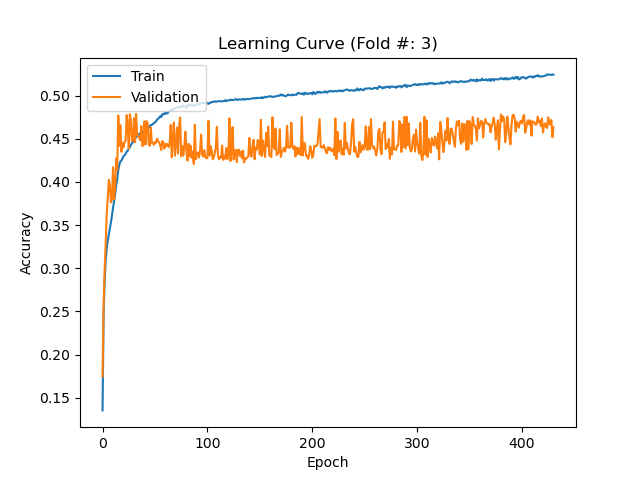 Learning Curve (Fold #: 3)
Train
Validation
Accuracy
0.50
0.45
0.40
0.35
0.30
0.25
0.20
0.15
0 100 200 300 400
Epoch